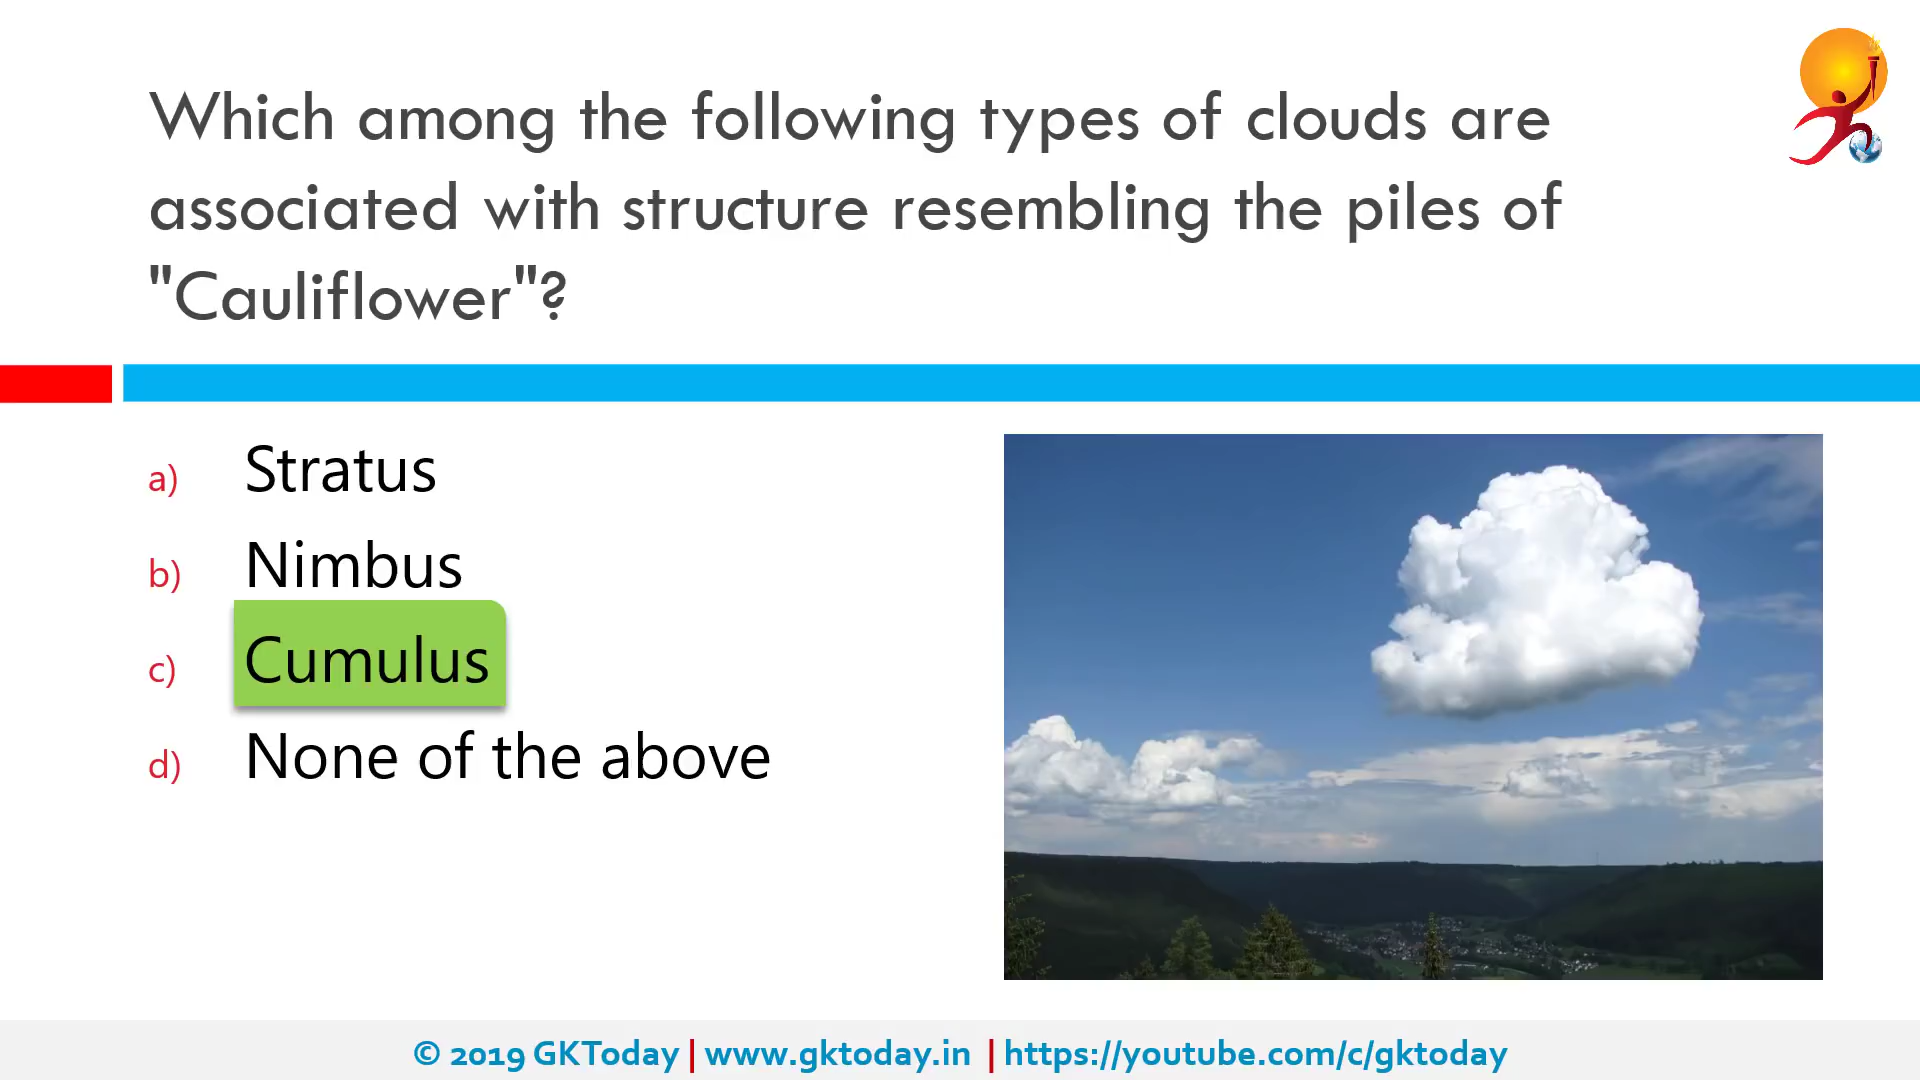 Which among the following types of clouds are
associated with structure resembling the piles of
"Cauliflower"?
a) Stratus
b) Nimbus
c) Cumulus
d) None of the above
© 2019 GKToday | www.gktoday.in | https://youtube.com/c/gktoday